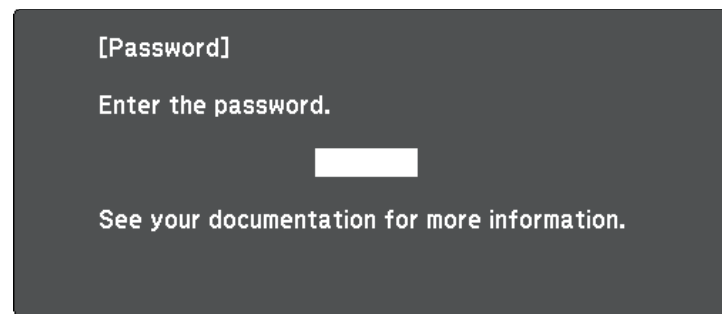 [Password]
Enter the password.
See your documentation for more information.